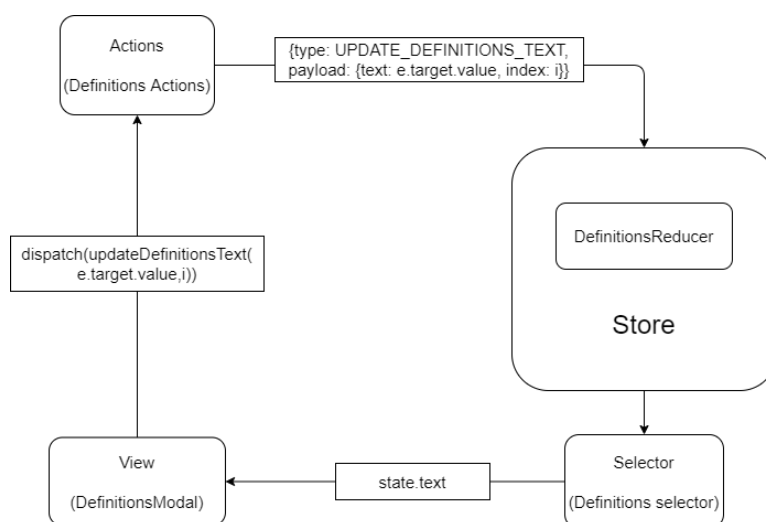 Actions
(Definitions Actions)
{type: UPDATE_DEFINITIONS_TEXT,
payload: {text: e.target.value, index: i}}
DefinitionsReducer
Store
dispatch(updateDefinitionsText(
e.target.value,i))
View
(DefinitionsModal)
state.text
Selector
(Definitions selector)